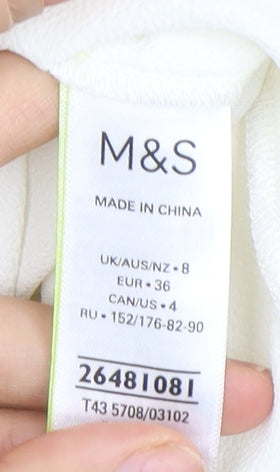 M&S
MADE IN CHINA
UK/AUS/NZ • 8
EUR • 36
CAN/US • 4
RU • 152/176-82-90
26481081
T43 5708/03102